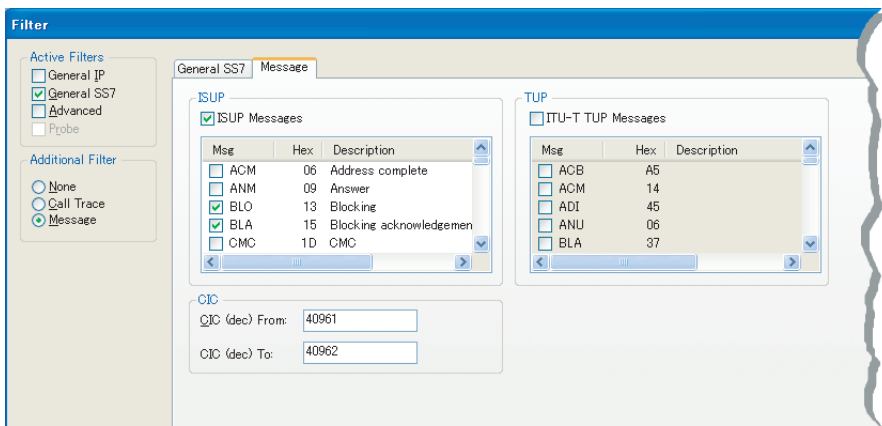 Filter
Active Filters
General IP
General SS7
Advanced
Probe
Additional Filter
None
Call Trace
Message
General SS7 Message
ISUP
ISUP Messages
Msg Hex Description
ACM 06 Address complete
ANM 09 Answer
BLO 13 Blocking
BLA 15 Blocking acknowledgemen
CMC 1D CMC
TUP
ITU-T TUP Messages
Msg Hex Description
ACB A5
ACM 14
ADI 45
ANU 06
BLA 37
CIC
CIC (dec) From: 40961
CIC (dec) To: 40962